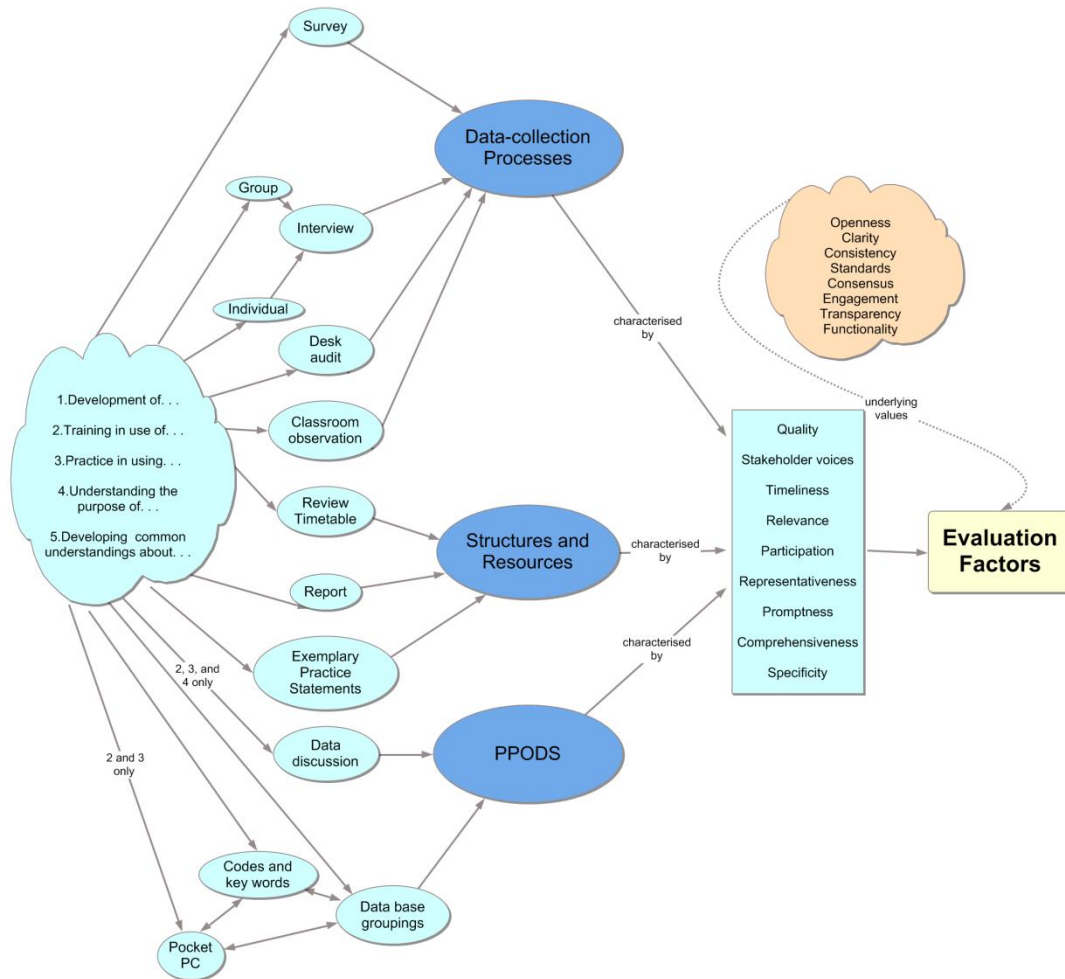 Survey
Data-collection
Processes
Group
Interview
Individual
Desk
audit
Classroom
observation
1.Development of. . .
2.Training in use of. . .
3.Practice in using. . .
4.Understanding the
purpose of. . .
5.Developing common
understandings about. . .
Review
Timetable
Report
Exemplary
Practice
Statements
Structures and
Resources
2, 3, and
4 only
2 and 3
only
Data
discussion
PPODS
Codes and
key words
Data base
groupings
Pocket
PC
characterised
by
characterised
by
characterised
by
Openness
Clarity
Consistency
Standards
Consensus
Engagement
Transparency
Functionality
underlying
values
Quality
Stakeholder voices
Timeliness
Relevance
Participation
Representativeness
Promptness
Comprehensiveness
Specificity
Evaluation
Factors